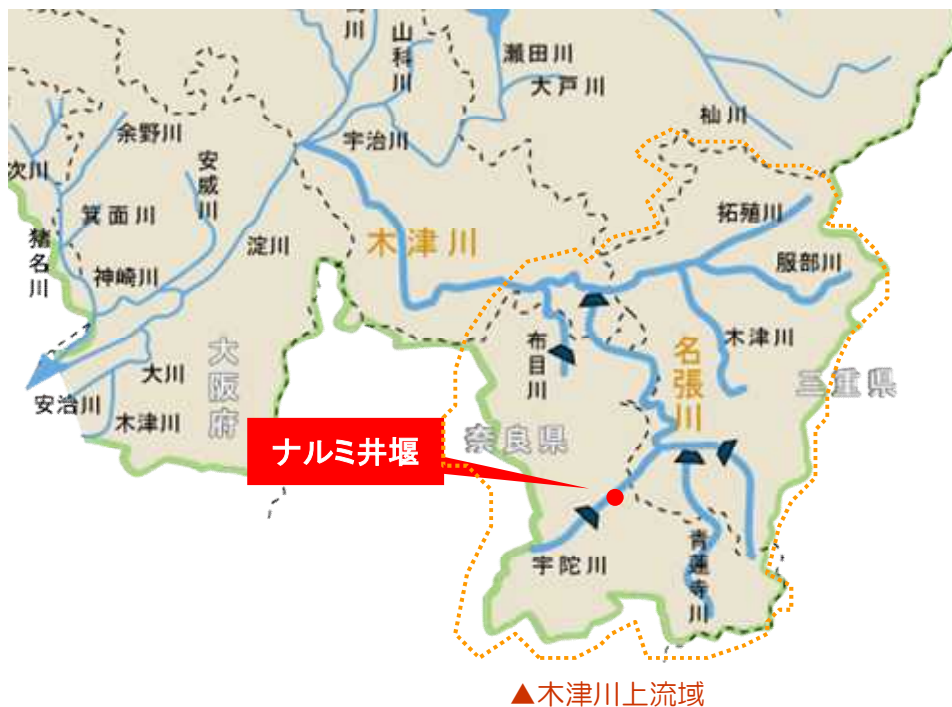 山科川
瀬田川
大戸川
杣川
余野川
宇治川
安威川
次川
箕面川
拓殖川
猪名川
淀川
木津川
服部川
神崎川
布目川
木津川
名張川
大川
大阪府
三重県
安治川
木津川
ナルミ井堰
奈良県
宇陀川
青蓮寺川
▲木津川上流域